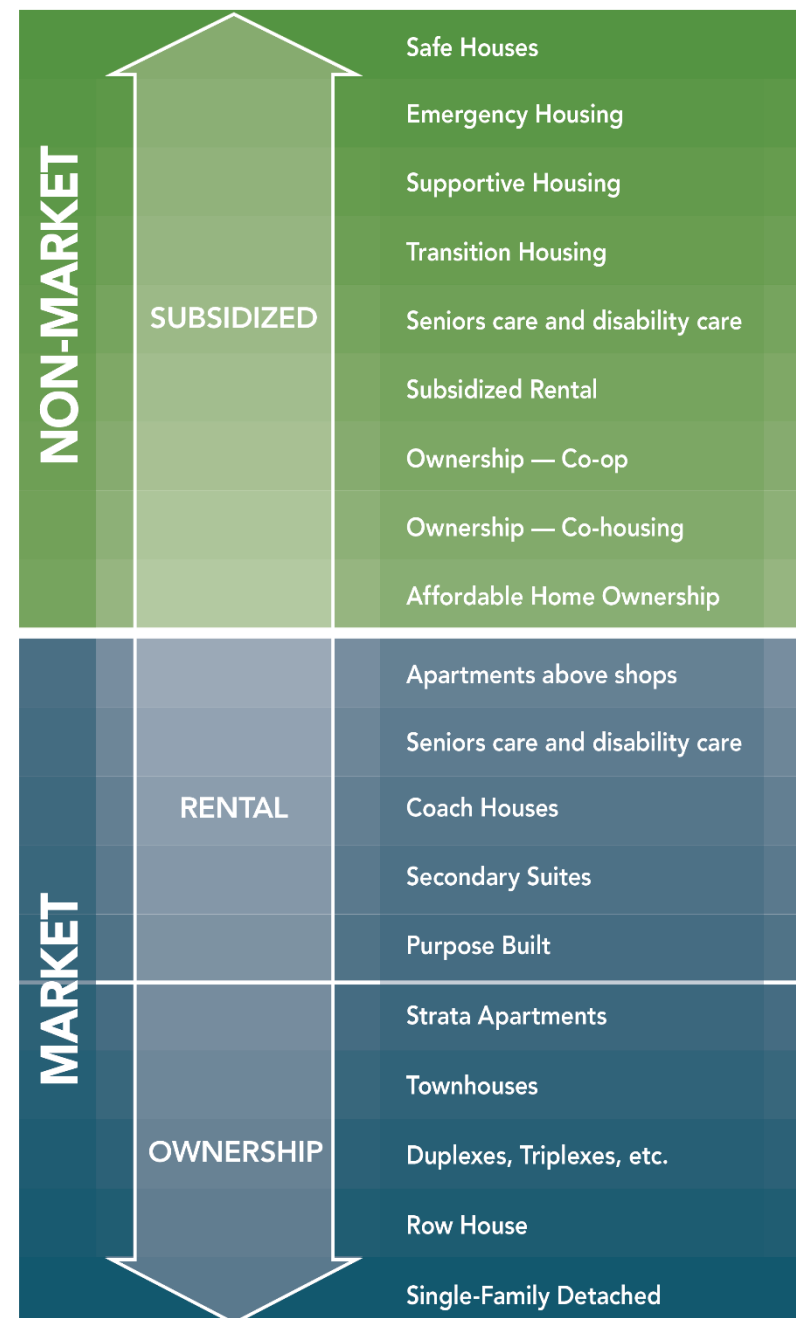 NON-MARKET
SUBSIDIZED
Safe Houses
Emergency Housing
Supportive Housing
Transition Housing
Seniors care and disability care
Subsidized Rental
Ownership — Co-op
Ownership — Co-housing
Affordable Home Ownership
MARKET
RENTAL
Apartments above shops
Seniors care and disability care
Coach Houses
Secondary Suites
Purpose Built
OWNERSHIP
Strata Apartments
Townhouses
Duplexes, Triplexes, etc.
Row House
Single-Family Detached